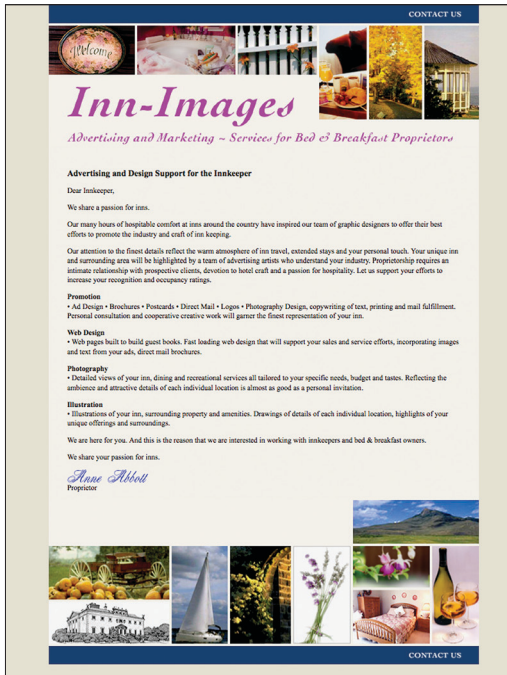 CONTACT US
Welcome
Inn-Images
Advertising and Marketing ~ Services for Bed & Breakfast Proprietors
Advertising and Design Support for the Innkeeper
Dear Innkeeper,
We share a passion for inns.
Our many hours of hospitable comfort at inns around the country have inspired our team of graphic designers to offer their best
efforts to promote the industry and craft of inn keeping.
Our attention to the finest details reflect the warm atmosphere of inn travel, extended stays and your personal touch. Your unique inn
and surrounding area will be highlighted by a team of advertising artists who understand your industry. Proprietorship requires an
intimate relationship with prospective clients, devotion to hotel craft and a passion for hospitality. Let us support your efforts to
increase your recognition and occupancy ratings.
Promotion
• Ad Design • Brochures • Postcards • Direct Mail • Logos • Photography Design, copywriting of text, printing and mail fulfillment.
Personal consultation and cooperative creative work will garner the finest representation of your inn.
Web Design
• Web pages built to build guest books. Fast loading web design that will support your sales and service efforts, incorporating images
and text from your ads, direct mail brochures.
Photography
• Detailed views of your inn, dining and recreational services all tailored to your specific needs, budget and tastes. Reflecting the
ambience and attractive details of each individual location is almost as good as a personal invitation.
Illustration
• Illustrations of your inn, surrounding property and amenities. Drawings of details of each individual location, highlights of your
unique offerings and surroundings.
We are here for you. And this is the reason that we are interested in working with innkeepers and bed & breakfast owners.
We share your passion for inns.
Anne Abbott
Proprietor
CONTACT US